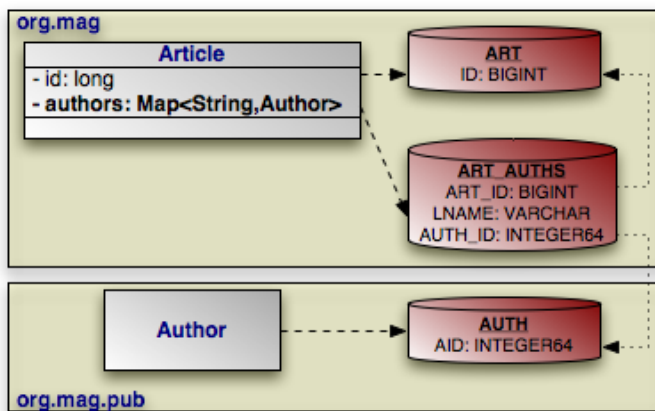 org.mag
Article
- id: long
- authors: Map<String,Author>
ART
ID: BIGINT
ART_AUTHS
ART_ID: BIGINT
LNAME: VARCHAR
AUTH_ID: INTEGER64
Author
AUTH
AID: INTEGER64
org.mag.pub